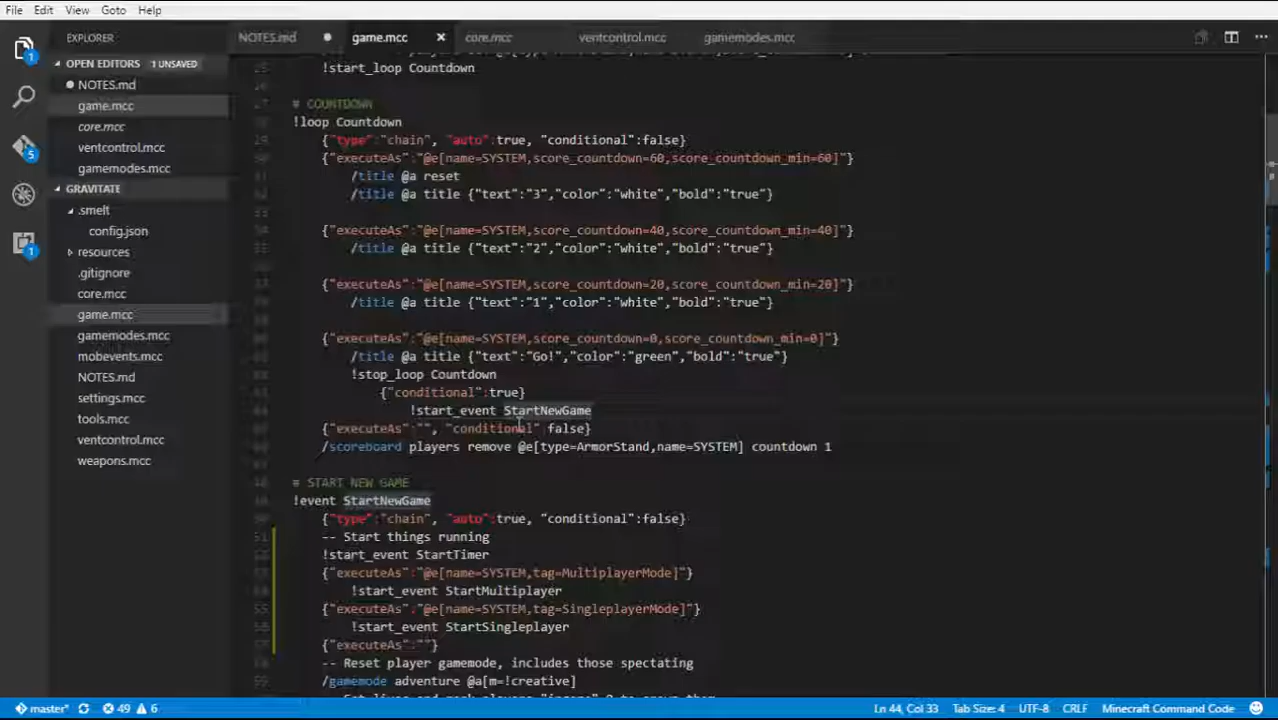 File Edit View Goto Help
EXPLORER
OPEN EDITORS 1 UNSAVED
NOTES.md
game.mcc
core.mcc
ventcontrol.mcc
gamemodes.mcc
GRAVITATE
.smelt
config.json
resources
.gitignore
core.mcc
game.mcc
gamemodes.mcc
mobevents.mcc
NOTES.md
settings.mcc
tools.mcc
ventcontrol.mcc
weapons.mcc
1
5
1
NOTES.md game.mcc × core.mcc ventcontrol.mcc gamemodes.mcc
!start_loop Countdown
# COUNTDOWN
!loop Countdown
{"type":"chain", "auto":true, "conditional":false}
{"executeAs":"@e[name=SYSTEM,score_countdown=60,score_countdown_min=60]"}
/title @a reset
/title @a title {"text":"3","color":"white","bold":"true"}
{"executeAs":"@e[name=SYSTEM,score_countdown=40,score_countdown_min=40]"}
/title @a title {"text":"2","color":"white","bold":"true"}
{"executeAs":"@e[name=SYSTEM,score_countdown=20,score_countdown_min=20]"}
/title @a title {"text":"1","color":"white","bold":"true"}
{"executeAs":"@e[name=SYSTEM,score_countdown=0,score_countdown_min=0]"}
/title @a title {"text":"Go!","color":"green","bold":"true"}
!stop_loop Countdown
{"conditional":true}
!start_event StartNewGame
{"executeAs":"", "conditional":false}
/scoreboard players remove @e[type=ArmorStand,name=SYSTEM] countdown 1
# START NEW GAME
!event StartNewGame
{"type":"chain", "auto":true, "conditional":false}
-- Start things running
!start_event StartTimer
{"executeAs":"@e[name=SYSTEM,tag=MultiplayerMode]"}
!start_event StartMultiplayer
{"executeAs":"@e[name=SYSTEM,tag=SingleplayerMode]"}
!start_event StartSingleplayer
{"executeAs":""}
-- Reset player gamemode, includes those spectating
/gamemode adventure @a[m=!creative]
master* 49 6 Ln 44, Col 33 Tab Size: 4 UTF-8 CRLF Minecraft Command Code